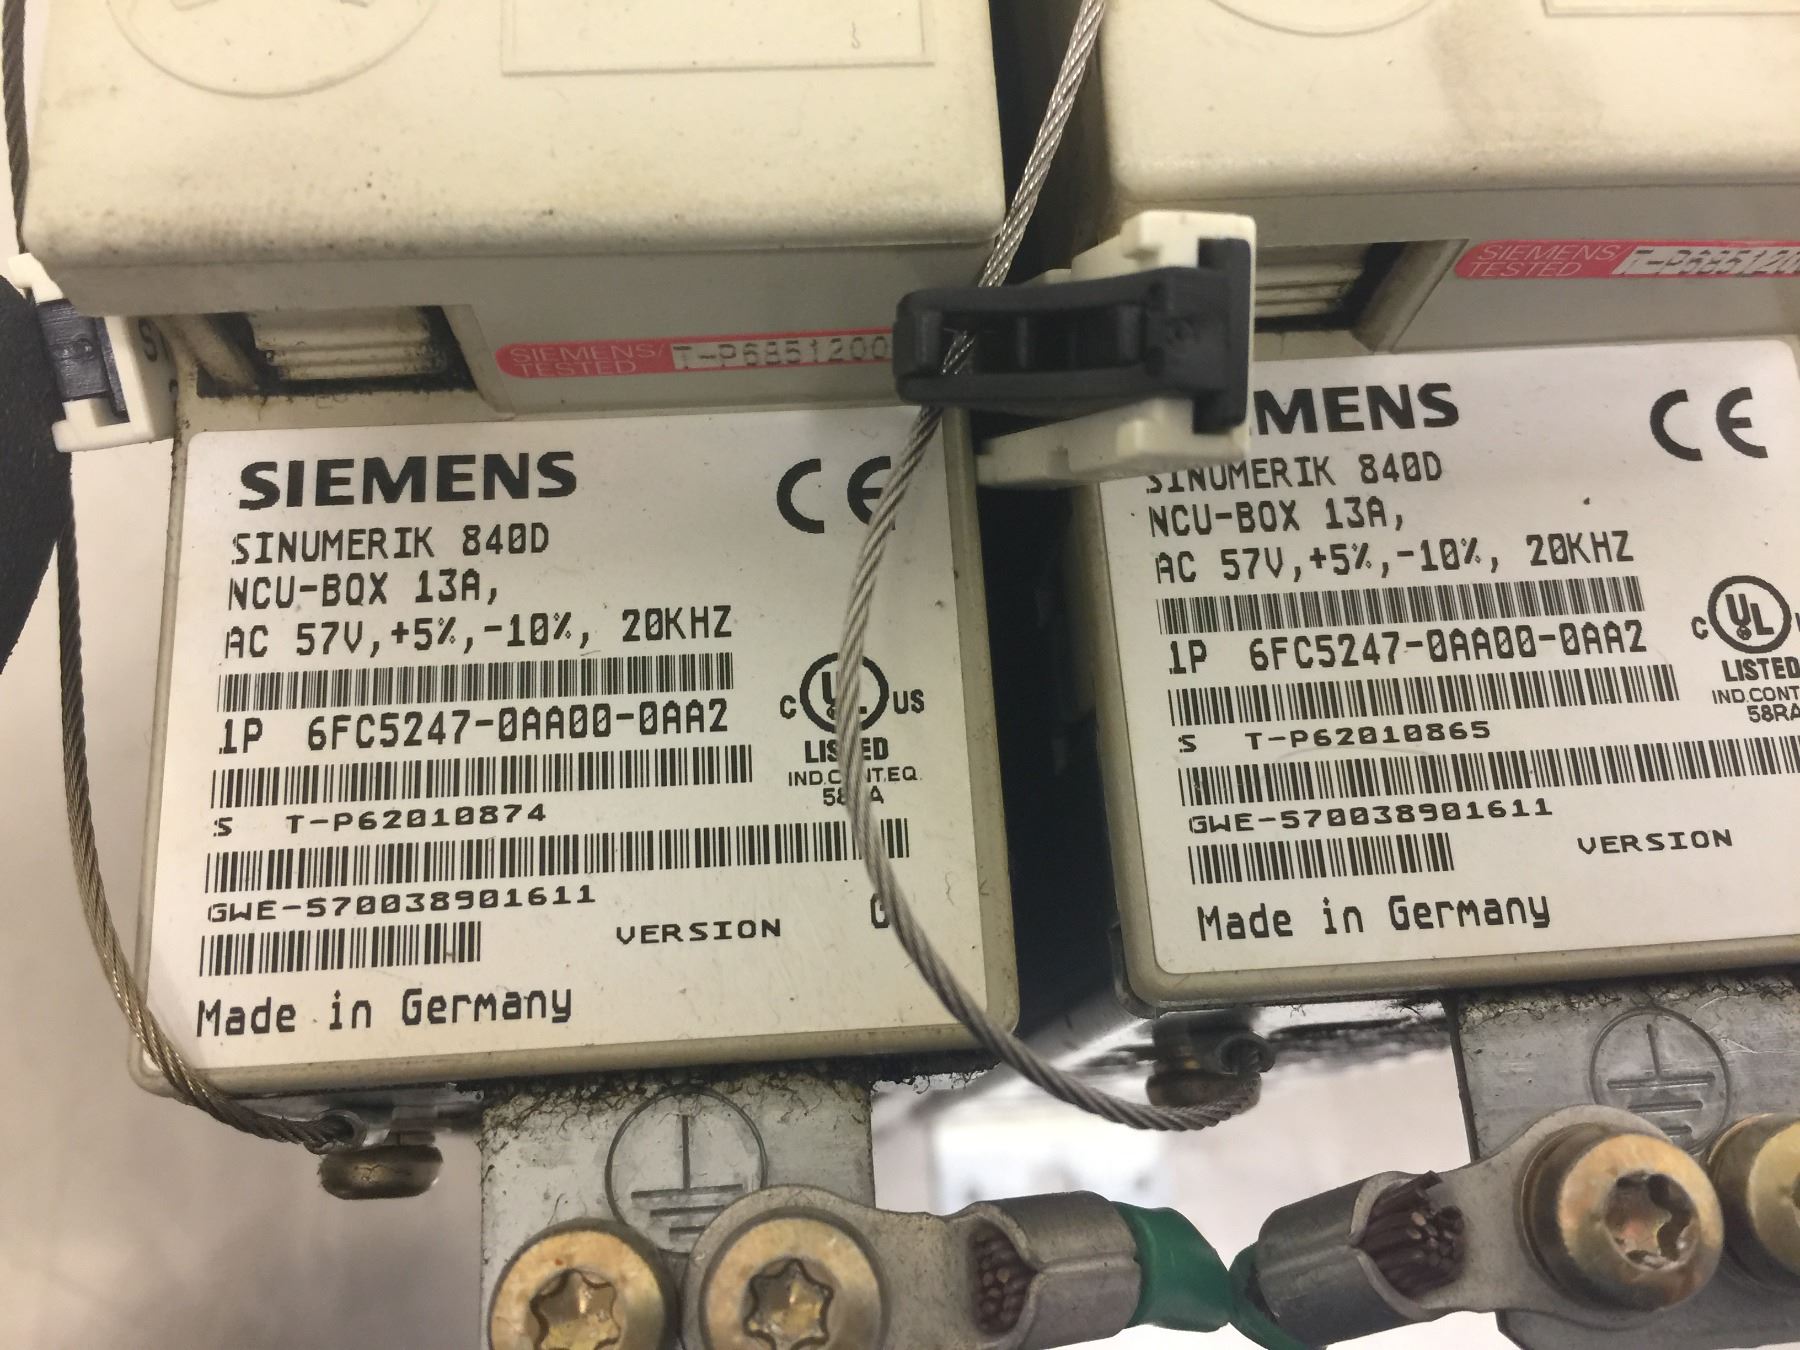 SIEMENS/
TESTED
T-P6851200
SIEMENS
CE
SINUMERIK 840D
NCU-BOX 13A,
AC 57V,+5%,-10%, 20KHZ
1P 6FC5247-0AA00-0AA2
C UL US
LISTED
IND.CONT.EQ.
S T-P62010874
GWE-570038901611
VERSION C
Made in Germany
SIEMENS/
TESTED
MENS
CE
SINUMERIK 840D
NCU-BOX 13A,
AC 57V,+5%,-10%, 20KHZ
1P 6FC5247-0AA00-0AA2
C UL
LISTED
IND.CONT
58RA
S T-P62010865
GWE-570038901611
VERSION
Made in Germany